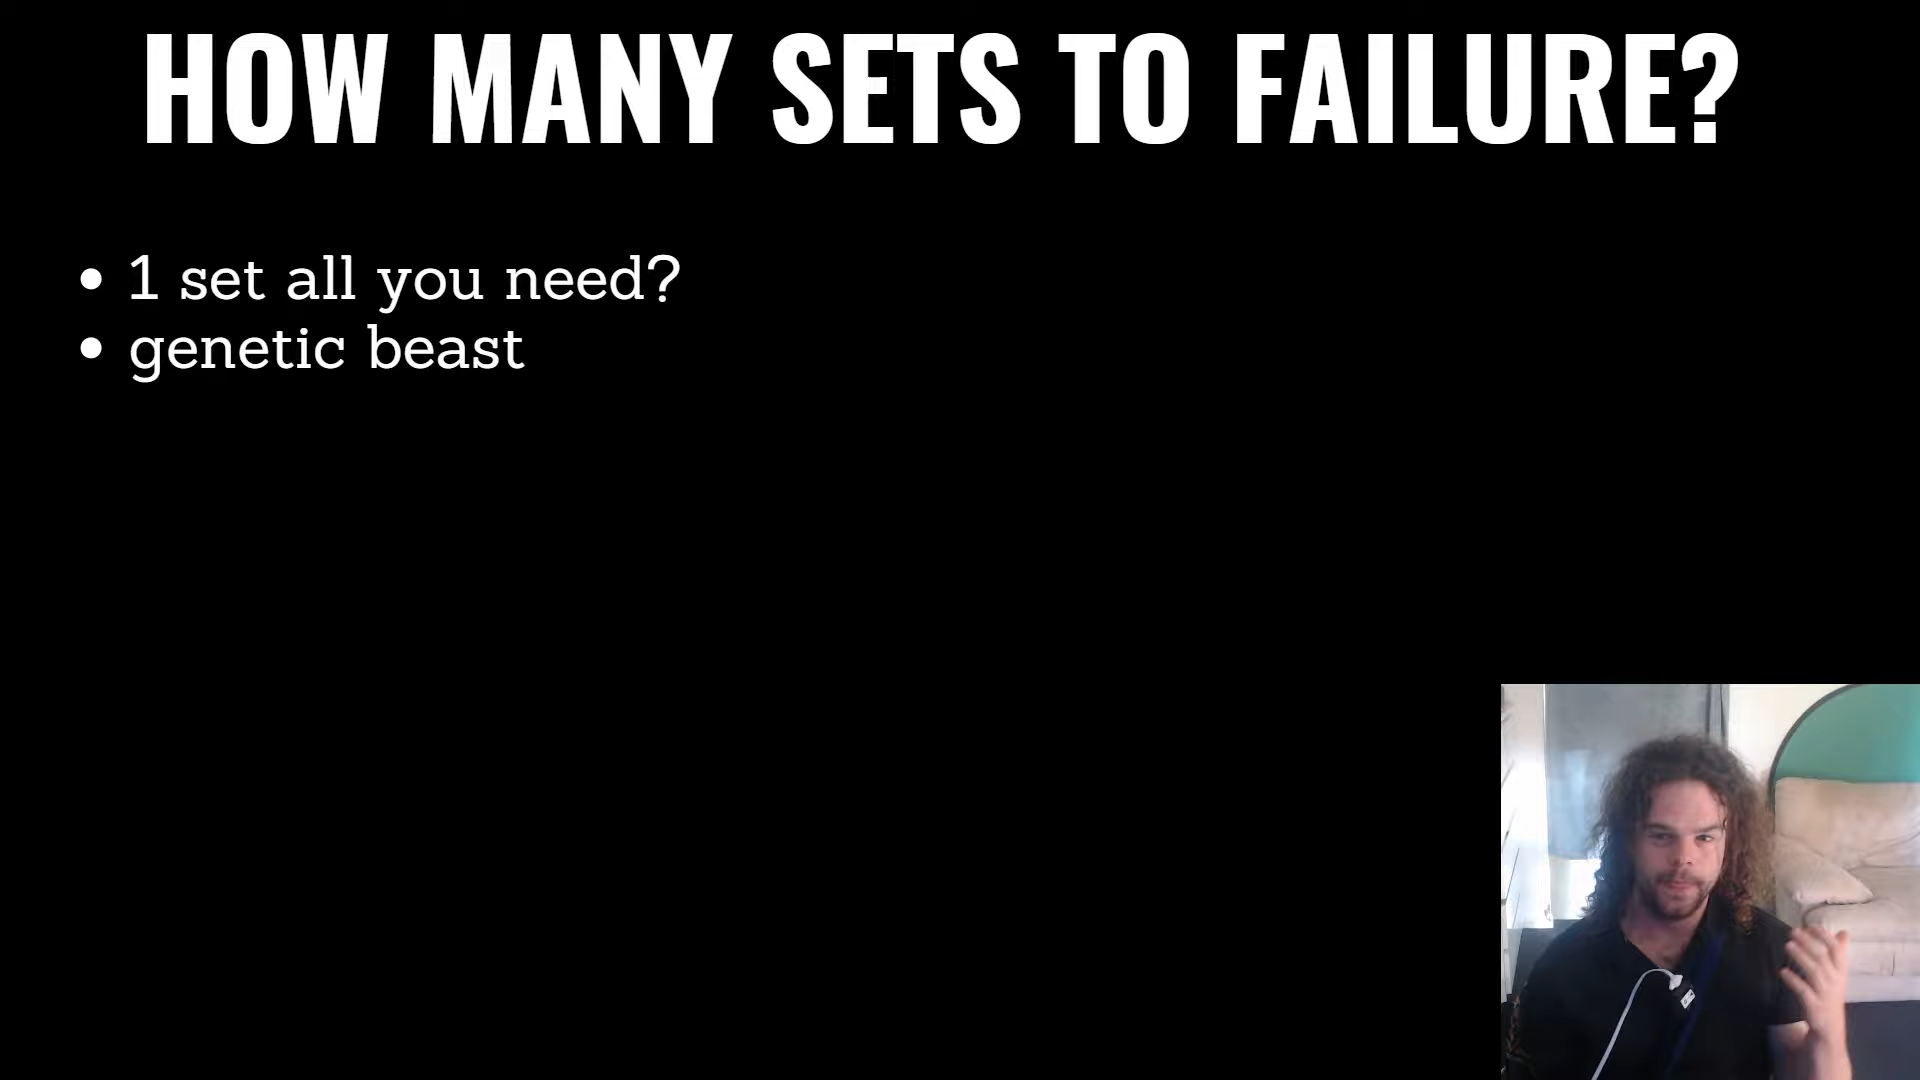 HOW MANY SETS TO FAILURE?
• 1 set all you need?
• genetic beast